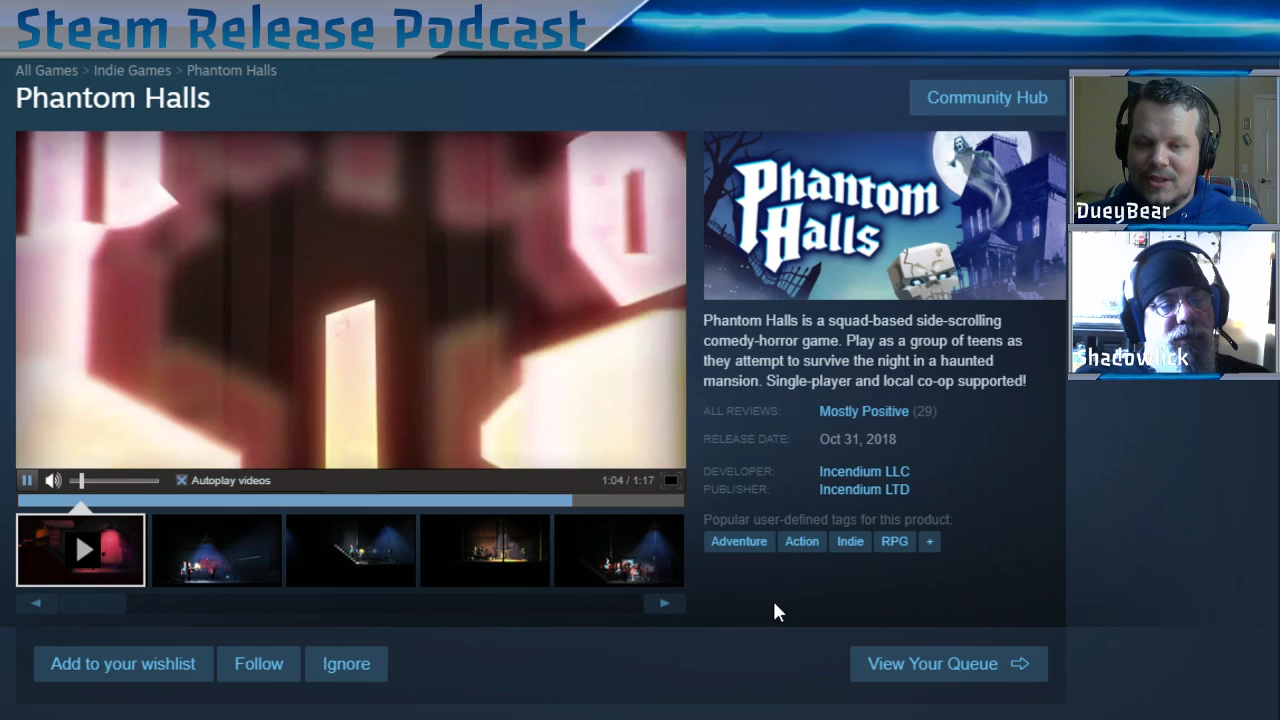 Steam Release Podcast
All Games > Indie Games > Phantom Halls
Phantom Halls
Community Hub
Phantom
Halls
DueyBear
Shadowlick
Phantom Halls is a squad-based side-scrolling
comedy-horror game. Play as a group of teens as
they attempt to survive the night in a haunted
mansion. Single-player and local co-op supported!
ALL REVIEWS: Mostly Positive (29)
RELEASE DATE: Oct 31, 2018
DEVELOPER: Incendium LLC
PUBLISHER: Incendium LTD
Popular user-defined tags for this product:
Adventure Action Indie RPG +
Autoplay videos 1:04 / 1:17
Add to your wishlist Follow Ignore View Your Queue